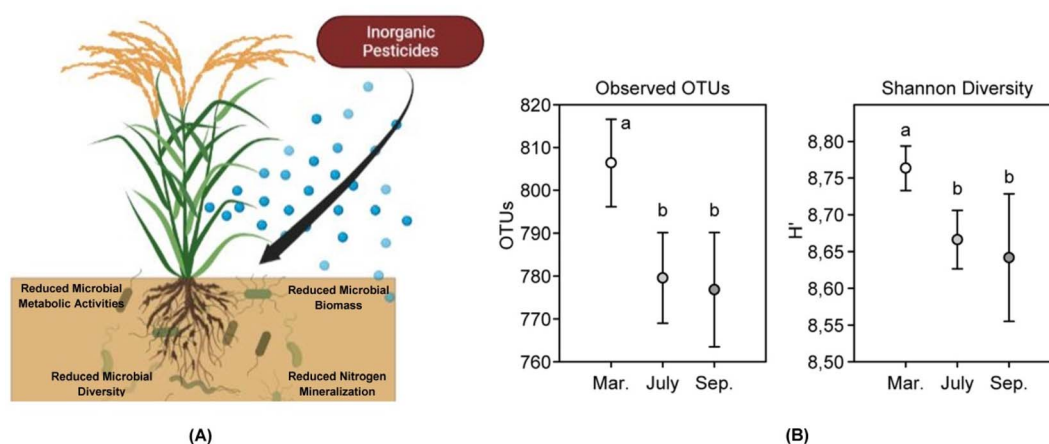 Inorganic
Pesticides
Reduced Microbial
Metabolic Activities
Reduced Microbial
Biomass
Reduced Microbial
Diversity
Reduced Nitrogen
Mineralization
(A)
Observed OTUs
OTUs
820
810
800
790
780
770
760
a
b
b
Mar. July Sep.
Shannon Diversity
H'
8,80
8,75
8,70
8,65
8,60
8,55
8,50
a
b
b
Mar. July Sep.
(B)